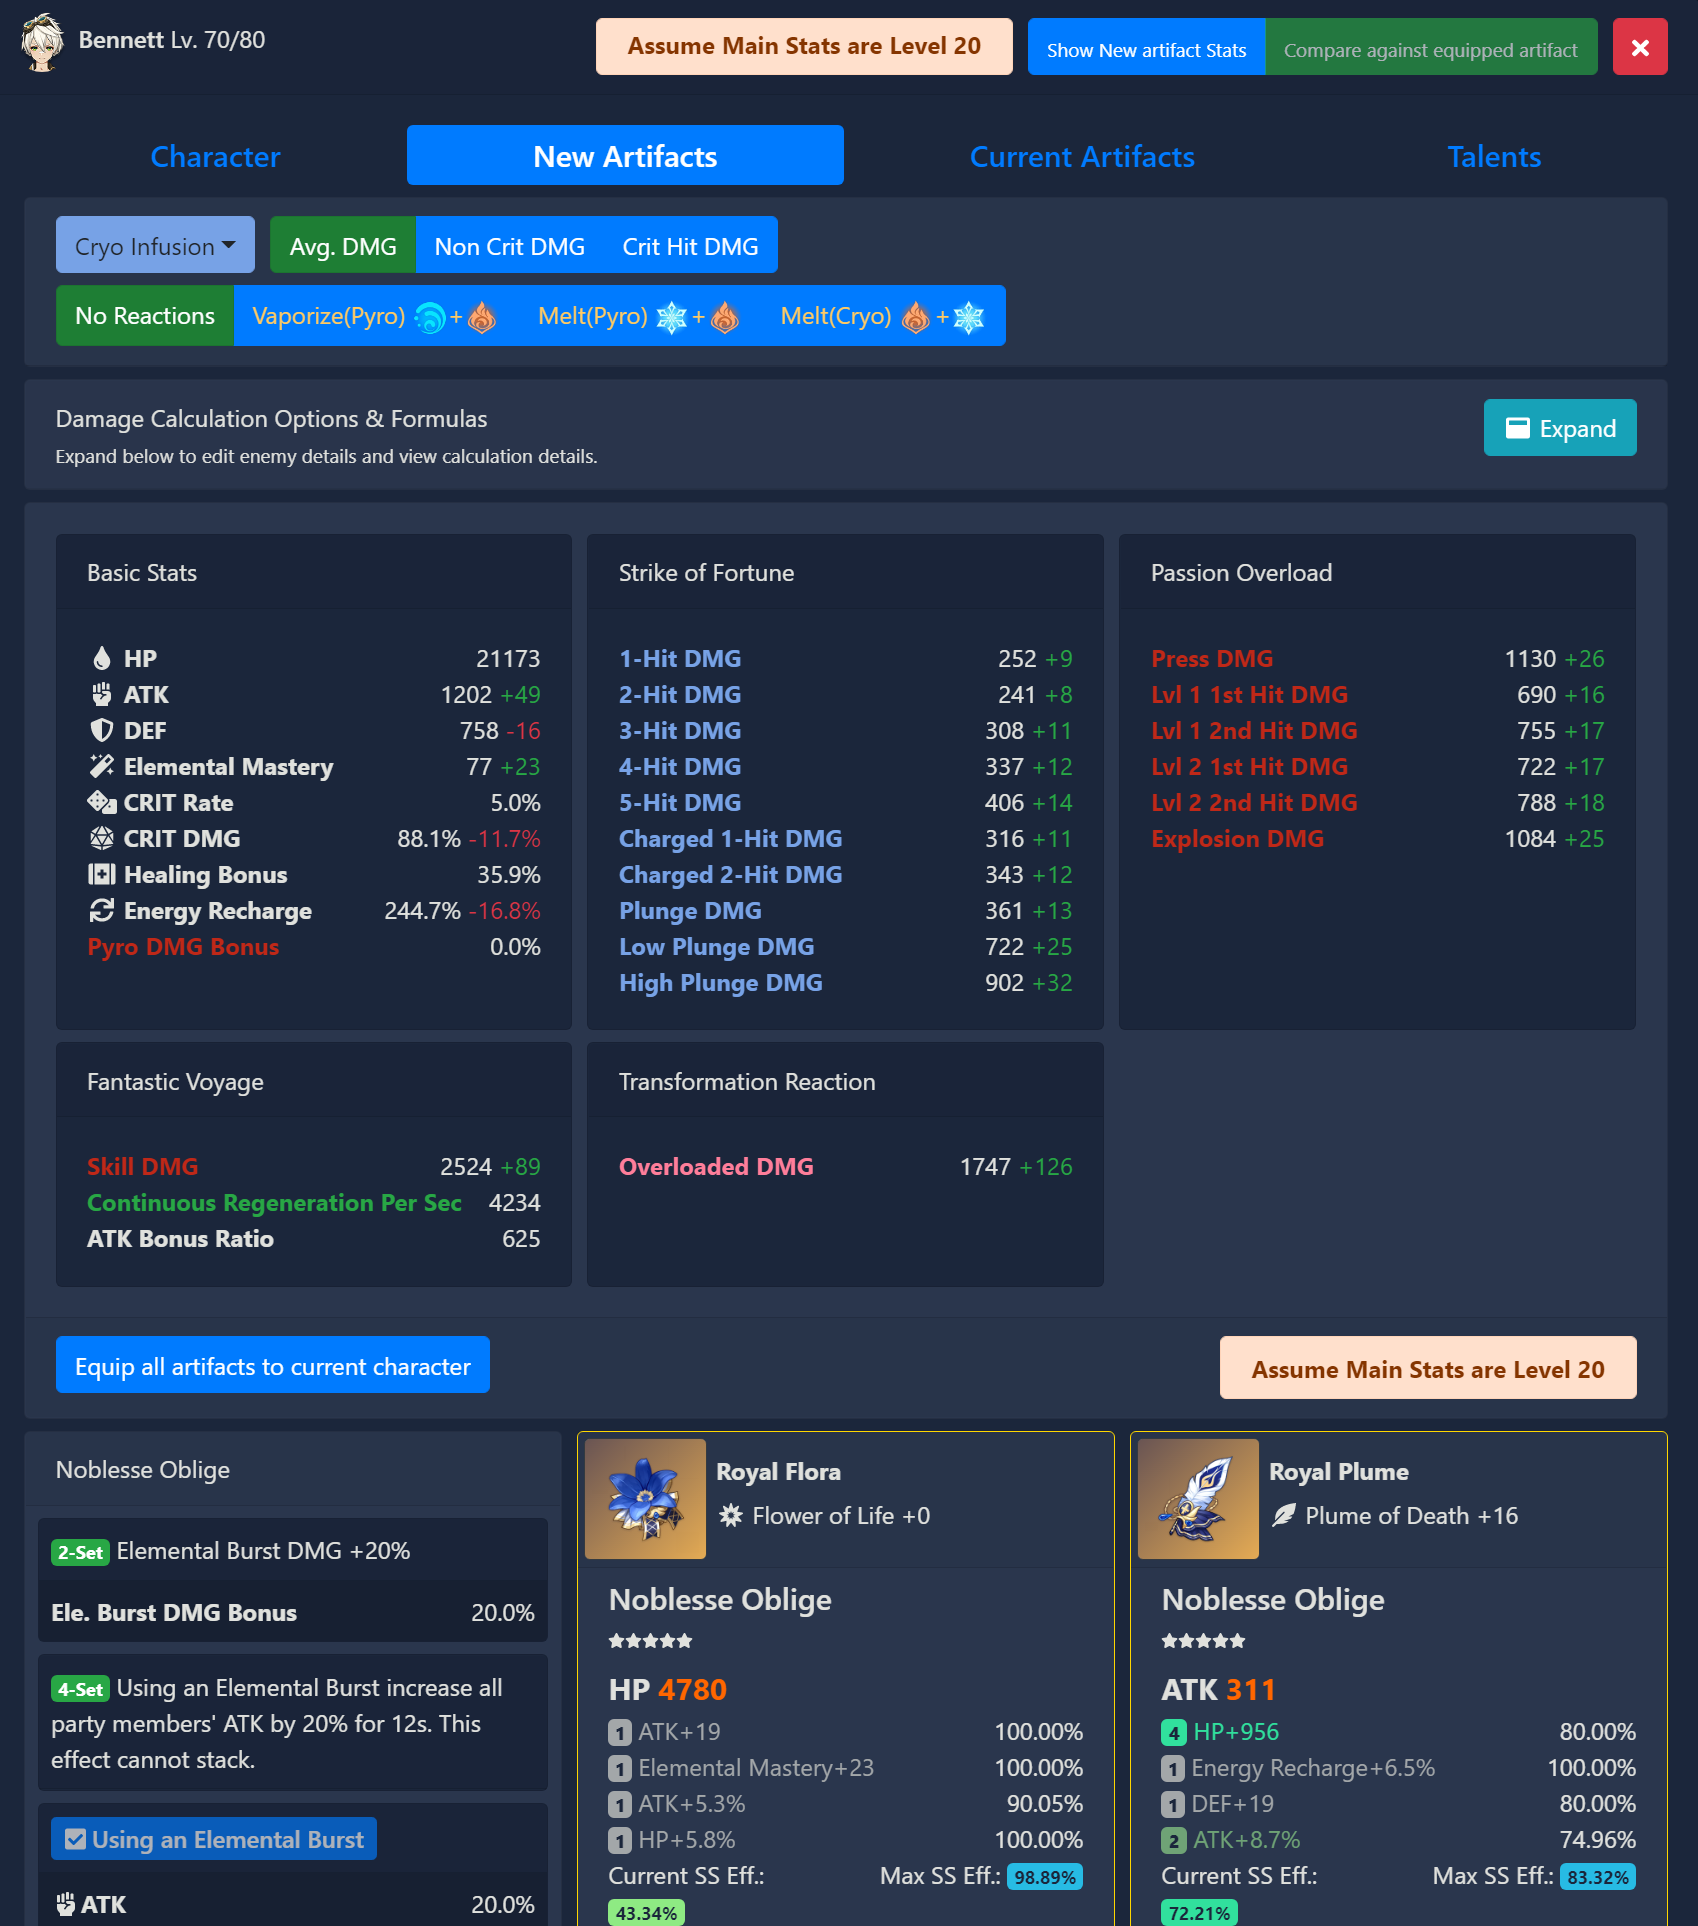 Bennett Lv. 70/80
Assume Main Stats are Level 20
Show New artifact Stats
Compare against equipped artifact
Character
New Artifacts
Current Artifacts
Talents
Cryo Infusion
Avg. DMG
Non Crit DMG
Crit Hit DMG
No Reactions
Vaporize(Pyro) +
Melt(Pyro) +
Melt(Cryo) +
Damage Calculation Options & Formulas
Expand below to edit enemy details and view calculation details.
Expand
Basic Stats
HP 21173
ATK 1202 +49
DEF 758 -16
Elemental Mastery 77 +23
CRIT Rate 5.0%
CRIT DMG 88.1% -11.7%
Healing Bonus 35.9%
Energy Recharge 244.7% -16.8%
Pyro DMG Bonus 0.0%
Strike of Fortune
1-Hit DMG 252 +9
2-Hit DMG 241 +8
3-Hit DMG 308 +11
4-Hit DMG 337 +12
5-Hit DMG 406 +14
Charged 1-Hit DMG 316 +11
Charged 2-Hit DMG 343 +12
Plunge DMG 361 +13
Low Plunge DMG 722 +25
High Plunge DMG 902 +32
Passion Overload
Press DMG 1130 +26
Lvl 1 1st Hit DMG 690 +16
Lvl 1 2nd Hit DMG 755 +17
Lvl 2 1st Hit DMG 722 +17
Lvl 2 2nd Hit DMG 788 +18
Explosion DMG 1084 +25
Fantastic Voyage
Skill DMG 2524 +89
Continuous Regeneration Per Sec 4234
ATK Bonus Ratio 625
Transformation Reaction
Overloaded DMG 1747 +126
Equip all artifacts to current character
Assume Main Stats are Level 20
Noblesse Oblige
2-Set Elemental Burst DMG +20%
Ele. Burst DMG Bonus 20.0%
4-Set Using an Elemental Burst increase all
party members' ATK by 20% for 12s. This
effect cannot stack.
Using an Elemental Burst
ATK 20.0%
Royal Flora
Flower of Life +0
Noblesse Oblige
HP 4780
1 ATK+19 100.00%
1 Elemental Mastery+23 100.00%
1 ATK+5.3% 90.05%
1 HP+5.8% 100.00%
Current SS Eff.: Max SS Eff.: 98.89%
43.34%
Royal Plume
Plume of Death +16
Noblesse Oblige
ATK 311
4 HP+956 80.00%
1 Energy Recharge+6.5% 100.00%
1 DEF+19 80.00%
2 ATK+8.7% 74.96%
Current SS Eff.: Max SS Eff.: 83.32%
72.21%